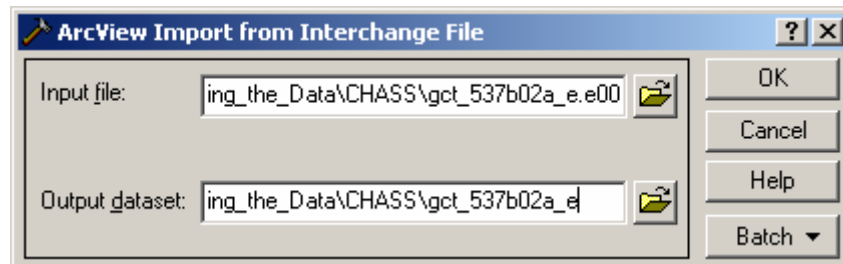 ArcView Import from Interchange File
Input file: ing_the_Data\CHASS\gct_537b02a_e.e00
OK
Cancel
Help
Output dataset: ing_the_Data\CHASS\gct_537b02a_e
Batch